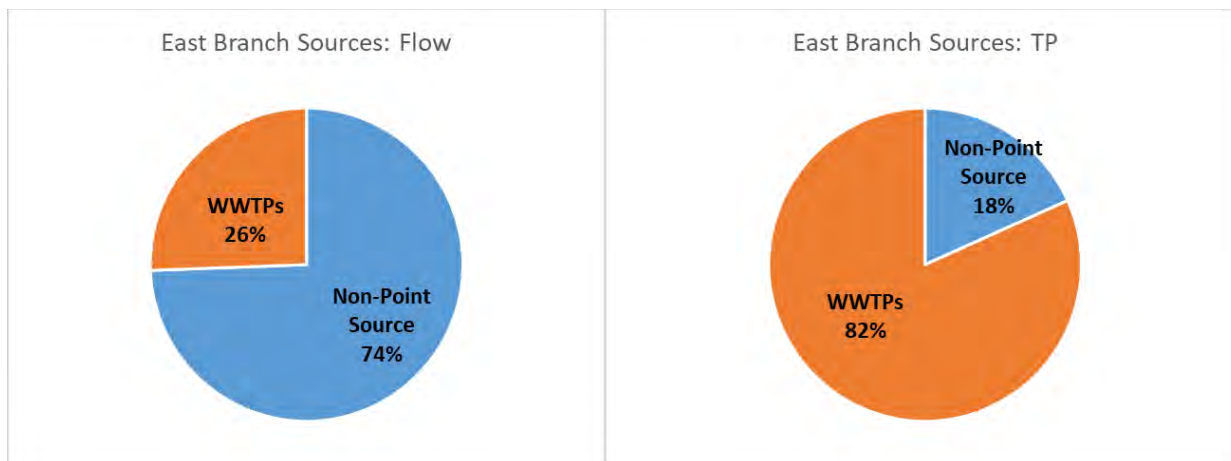 East Branch Sources: Flow
WWTPs
26%
Non-Point
Source
74%
East Branch Sources: TP
Non-Point
Source
18%
WWTPs
82%